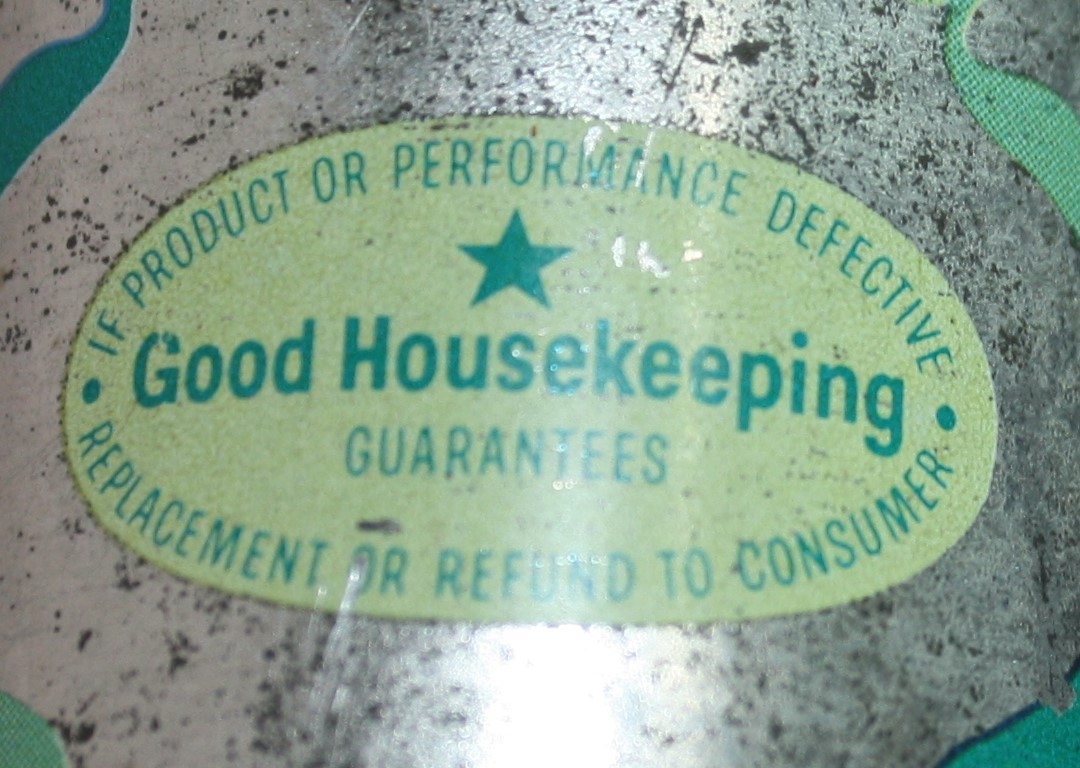 IF PRODUCT OR PERFORMANCE DEFECTIVE
Good Housekeeping
GUARANTEES
REPLACEMENT OR REFUND TO CONSUMER